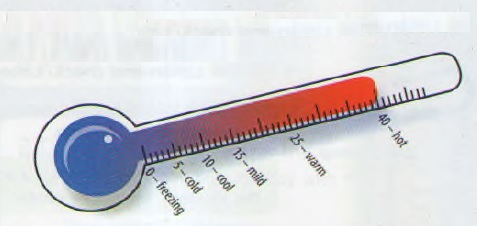 0 – freezing
5 – cold
10 – cool
15 – mild
25 – warm
40 – hot